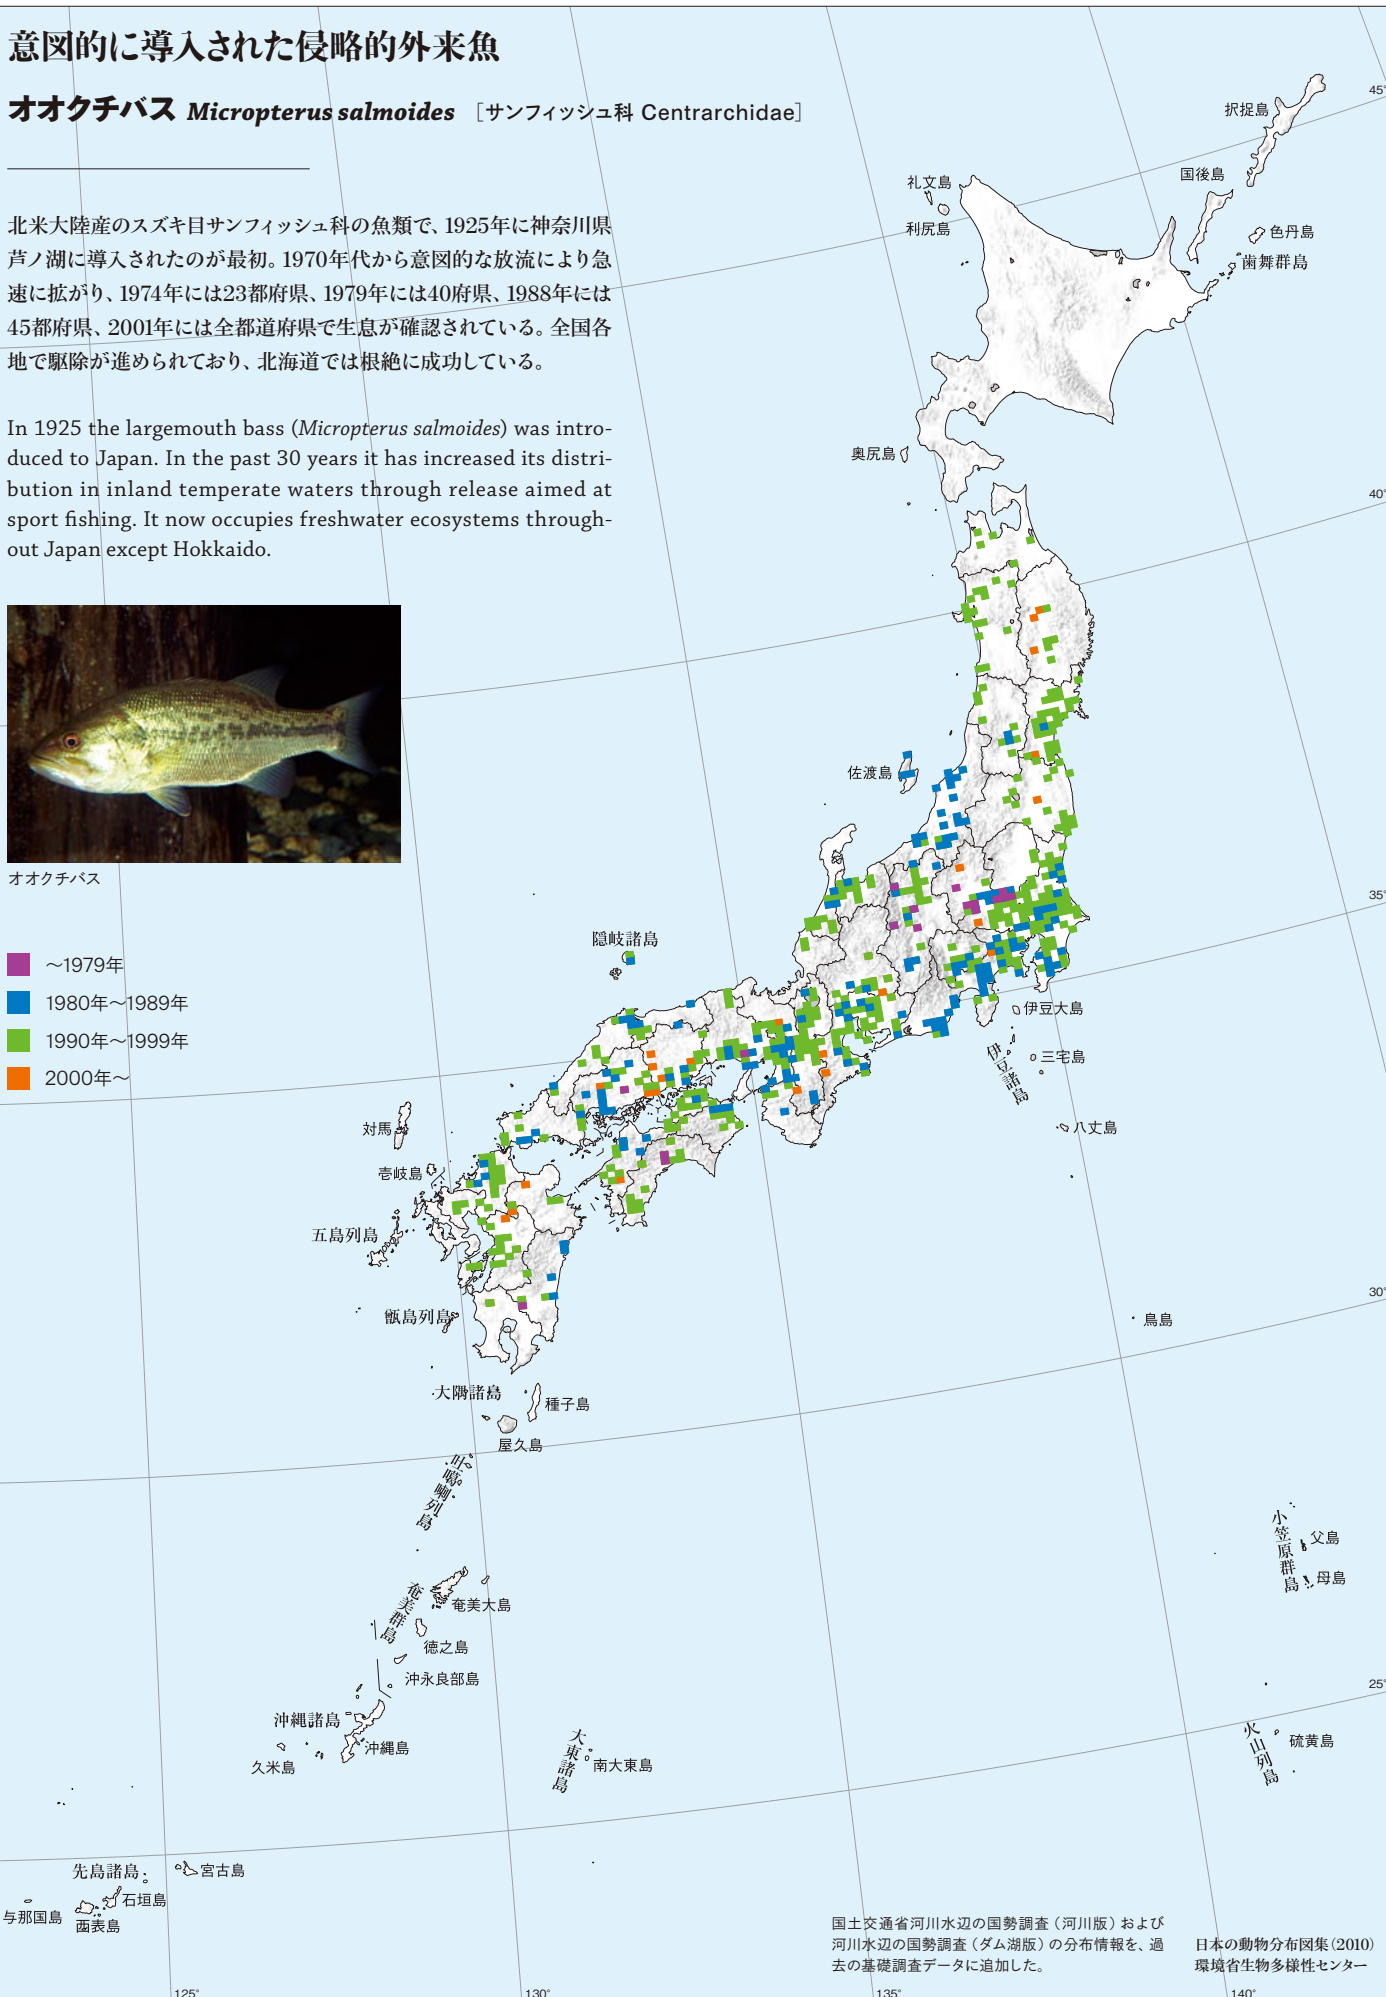 意図的に導入された侵略的外来魚
オオクチバス Micropterus salmoides ［サンフィッシュ科 Centrarchidae］
北米大陸産のスズキ目サンフィッシュ科の魚類で、1925年に神奈川県
芦ノ湖に導入されたのが最初。1970年代から意図的な放流により急
速に拡がり、1974年には23都府県、1979年には40府県、1988年には
45都府県、2001年には全都道府県で生息が確認されている。全国各
地で駆除が進められており、北海道では根絶に成功している。
In 1925 the largemouth bass (Micropterus salmoides) was intro-
duced to Japan. In the past 30 years it has increased its distri-
bution in inland temperate waters through release aimed at
sport fishing. It now occupies freshwater ecosystems through-
out Japan except Hokkaido.
オオクチバス
～1979年
1980年～1989年
1990年～1999年
2000年～
45°
択捉島
国後島
礼文島
利尻島
色丹島
歯舞群島
奥尻島
40°
佐渡島
35°
隠岐諸島
伊豆大島
伊豆諸島
三宅島
八丈島
対馬
壱岐島
五島列島
甑島列島
30°
鳥島
大隅諸島
種子島
屋久島
吐噶喇列島
小笠原群島
父島
母島
奄美群島
奄美大島
徳之島
沖永良部島
25°
沖縄諸島
沖縄島
久米島
大東諸島
南大東島
火山列島
硫黄島
先島諸島
宮古島
石垣島
与那国島
西表島
国土交通省河川水辺の国勢調査（河川版）および
河川水辺の国勢調査（ダム湖版）の分布情報を、過
去の基礎調査データに追加した。
日本の動物分布図集（2010）
環境省生物多様性センター
125°
130°
135°
140°